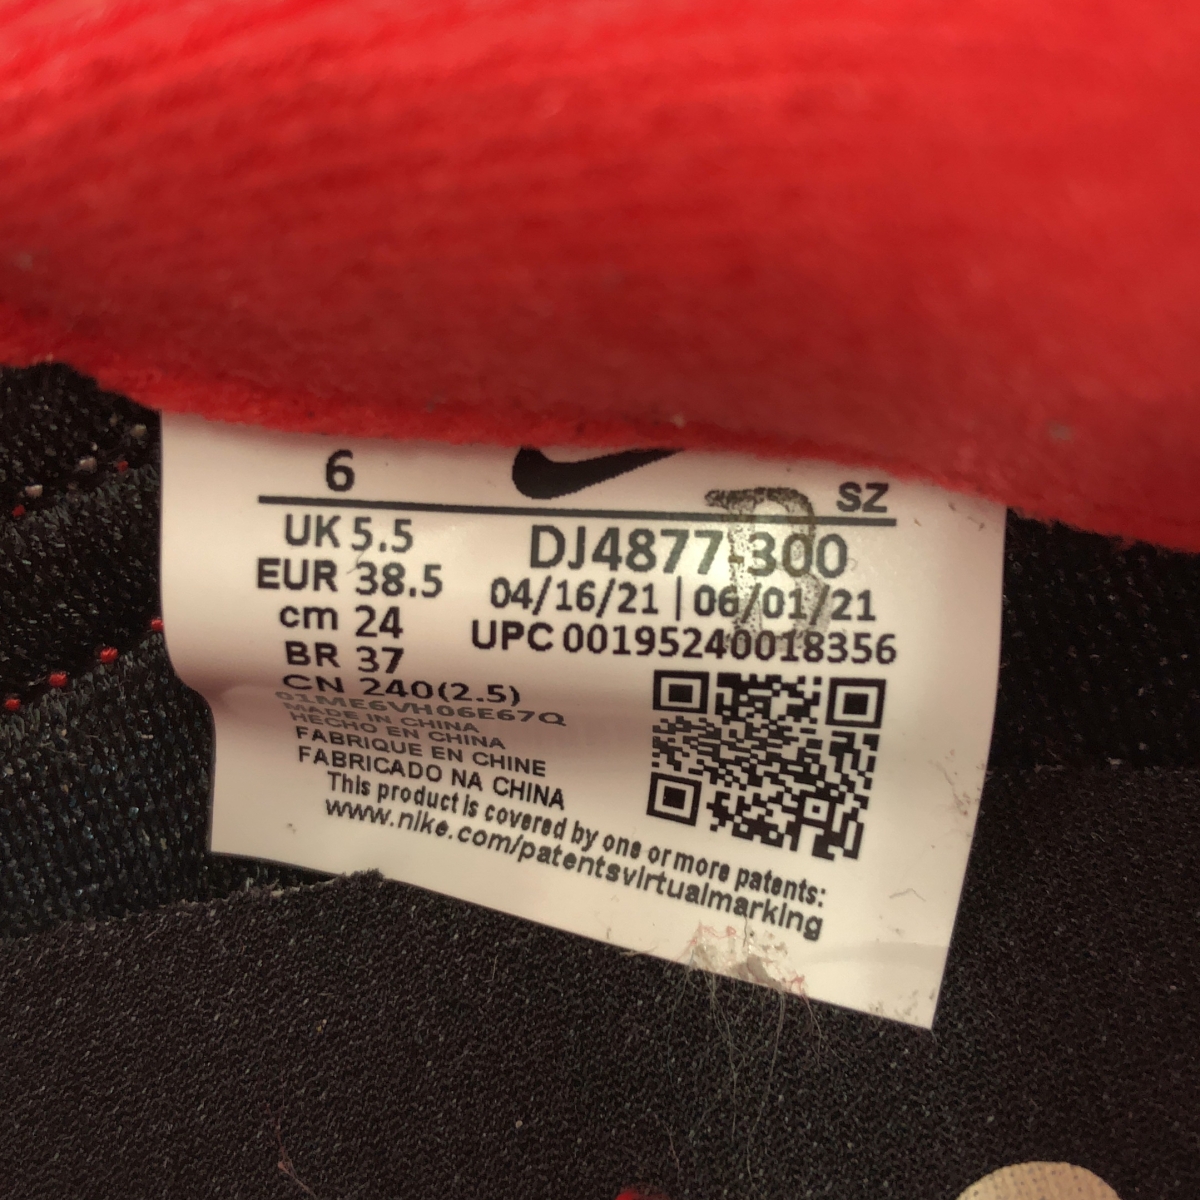 6 SZ
UK 5.5 DJ4877-300
EUR 38.5 04/16/21 | 06/01/21
cm 24 UPC 00195240018356
BR 37
CN 240(2.5)
01ME6VH06E67Q
MADE IN CHINA
HECHO EN CHINA
FABRIQUE EN CHINE
FABRICADO NA CHINA
This product is covered by one or more patents:
www.nike.com/patentsvirtualmarking